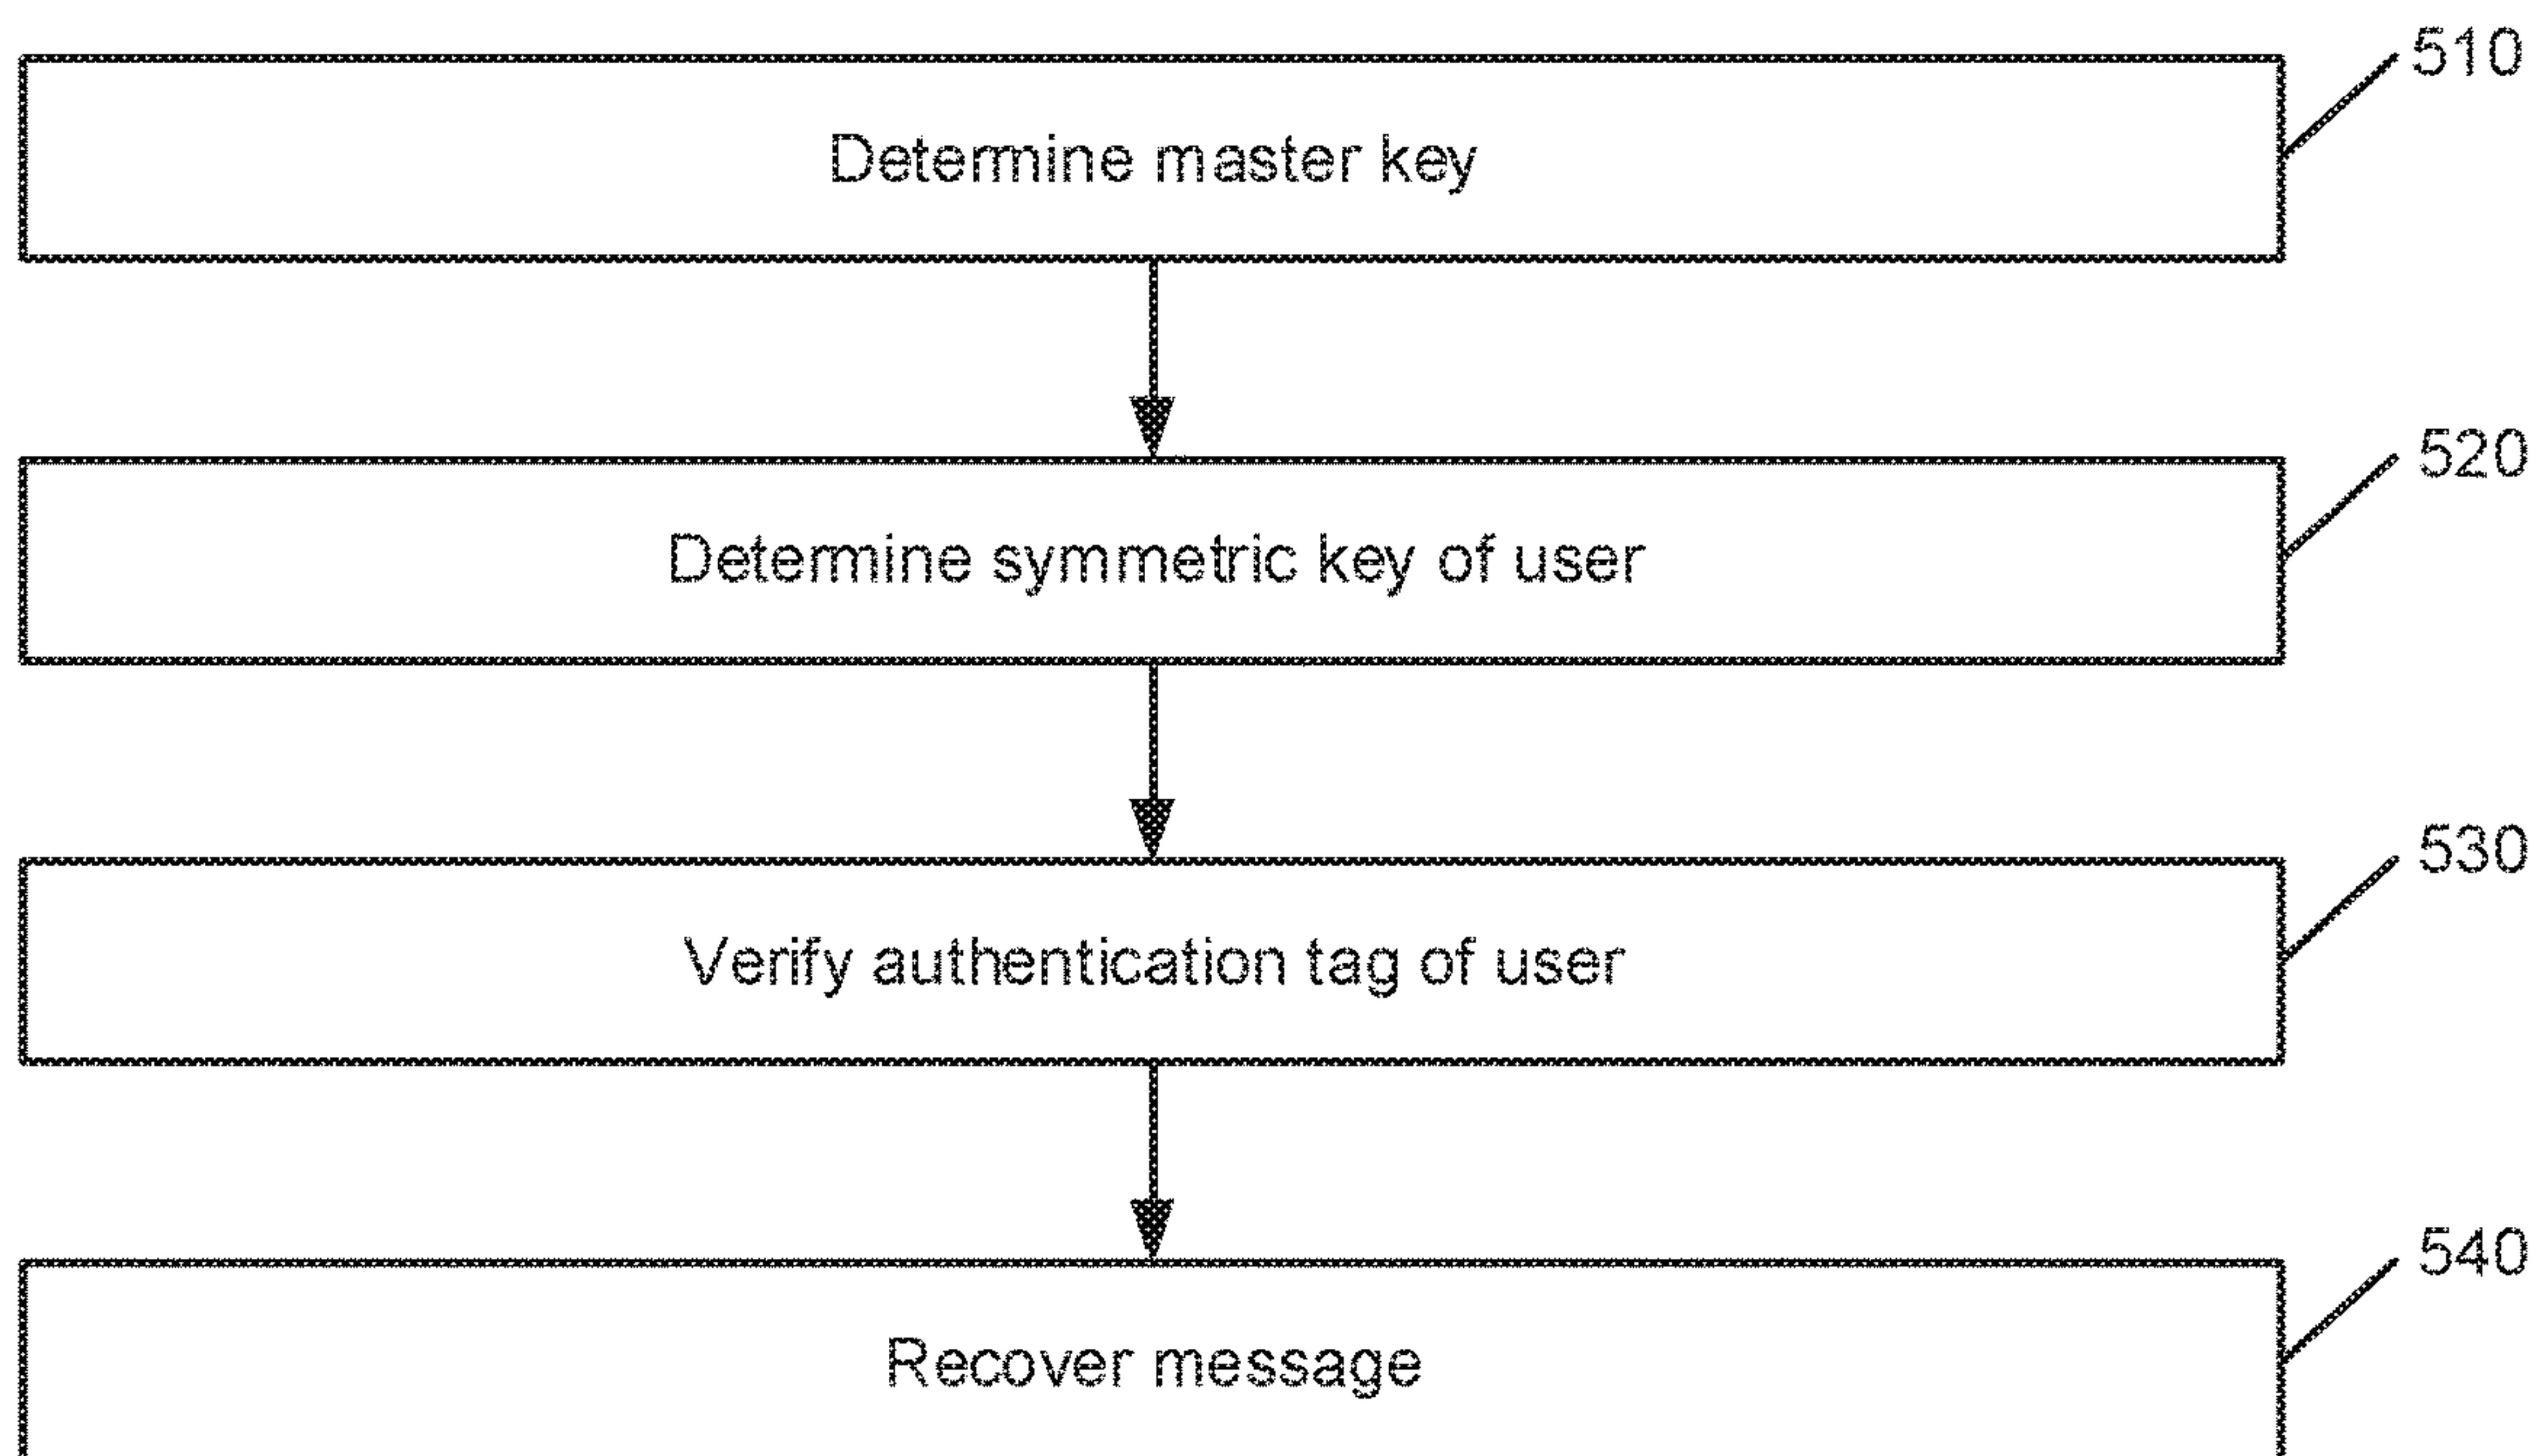 510
Determine master key
520
Determine symmetric key of user
530
Verify authentication tag of user
540
Recover message